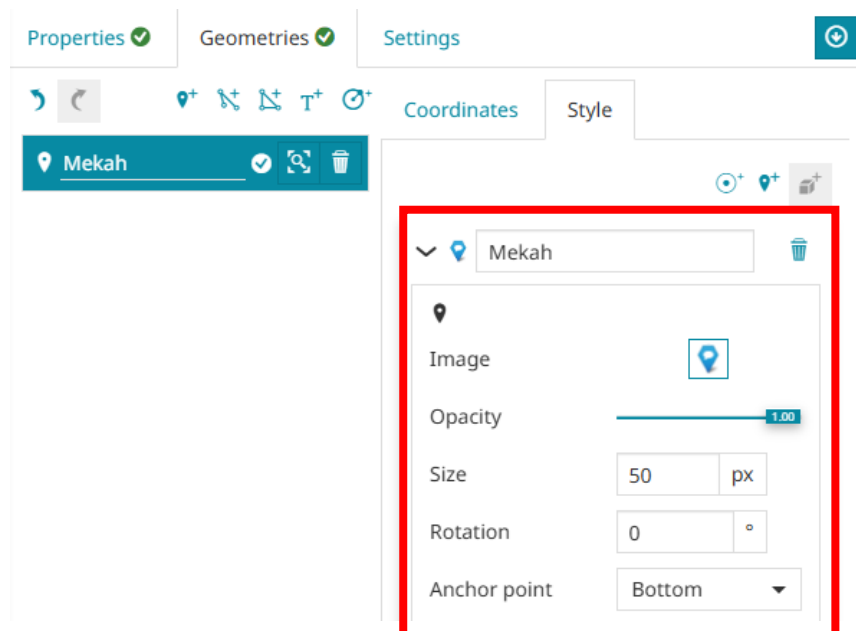 Properties Geometries Settings
T+
Coordinates Style
Mekah
Mekah
Image
Opacity 1.00
Size 50 px
Rotation 0 °
Anchor point Bottom